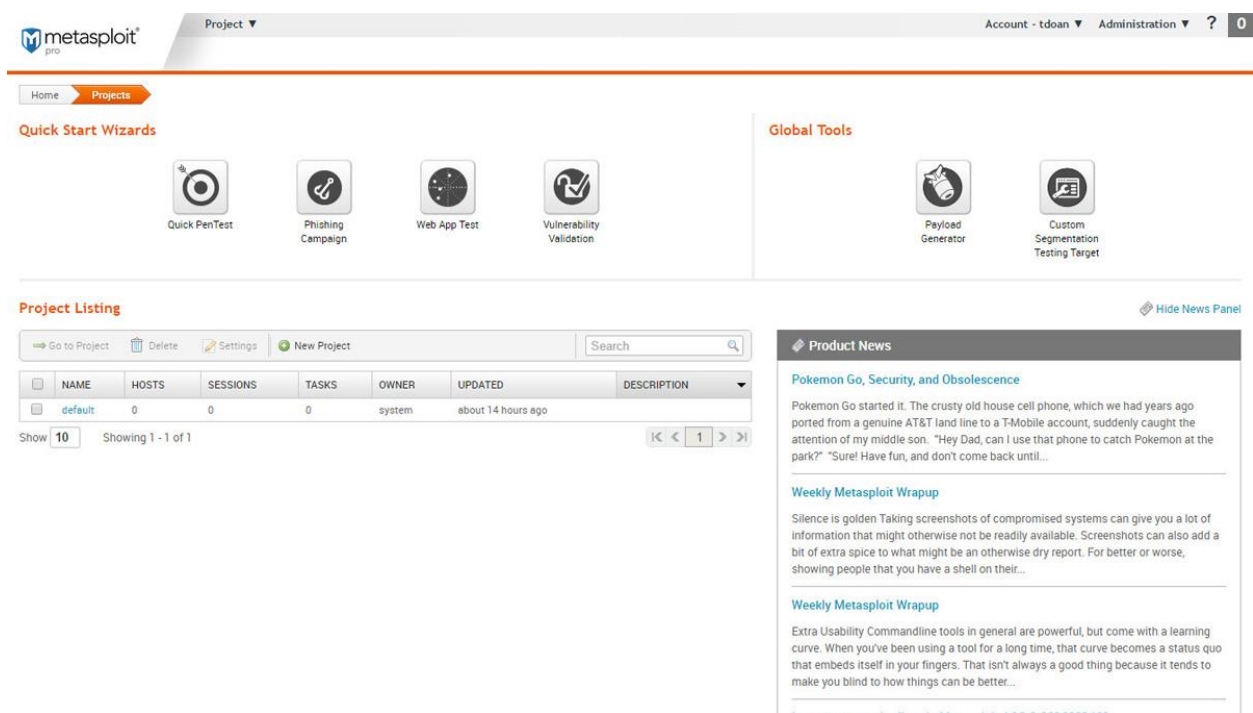 metasploit®
pro
Project ▼
Account - tdoan ▼ Administration ▼ ? 0
Home Projects
Quick Start Wizards
Quick PenTest
Phishing
Campaign
Web App Test
Vulnerability
Validation
Global Tools
Payload
Generator
Custom
Segmentation
Testing Target
Project Listing
Hide News Panel
Go to Project Delete Settings New Project Search
NAME HOSTS SESSIONS TASKS OWNER UPDATED DESCRIPTION
default 0 0 0 system about 14 hours ago
Show 10 Showing 1 - 1 of 1 1
Product News
Pokemon Go, Security, and Obsolescence
Pokemon Go started it. The crusty old house cell phone, which we had years ago
ported from a genuine AT&T land line to a T-Mobile account, suddenly caught the
attention of my middle son. "Hey Dad, can I use that phone to catch Pokemon at the
park?" "Sure! Have fun, and don't come back until...
Weekly Metasploit Wrapup
Silence is golden Taking screenshots of compromised systems can give you a lot of
information that might otherwise not be readily available. Screenshots can also add a
bit of extra spice to what might be an otherwise dry report. For better or worse,
showing people that you have a shell on their...
Weekly Metasploit Wrapup
Extra Usability Commandline tools in general are powerful, but come with a learning
curve. When you've been using a tool for a long time, that curve becomes a status quo
that embeds itself in your fingers. That isn't always a good thing because it tends to
make you blind to how things can be better...